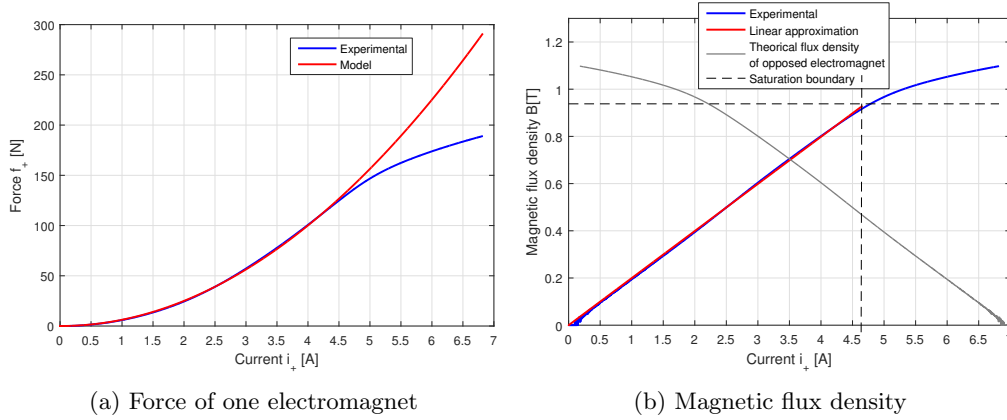 300
250
200
150
100
50
0
Force f+ [N]
Experimental
Model
0 0.5 1 1.5 2 2.5 3 3.5 4 4.5 5 5.5 6 6.5 7
Current i+ [A]
(a) Force of one electromagnet
1.2
1
0.8
0.6
0.4
0.2
0
Magnetic flux density B[T]
Experimental
Linear approximation
Theorical flux density
of opposed electromagnet
Saturation boundary
0 0.5 1 1.5 2 2.5 3 3.5 4 4.5 5 5.5 6 6.5
Current i+ [A]
(b) Magnetic flux density